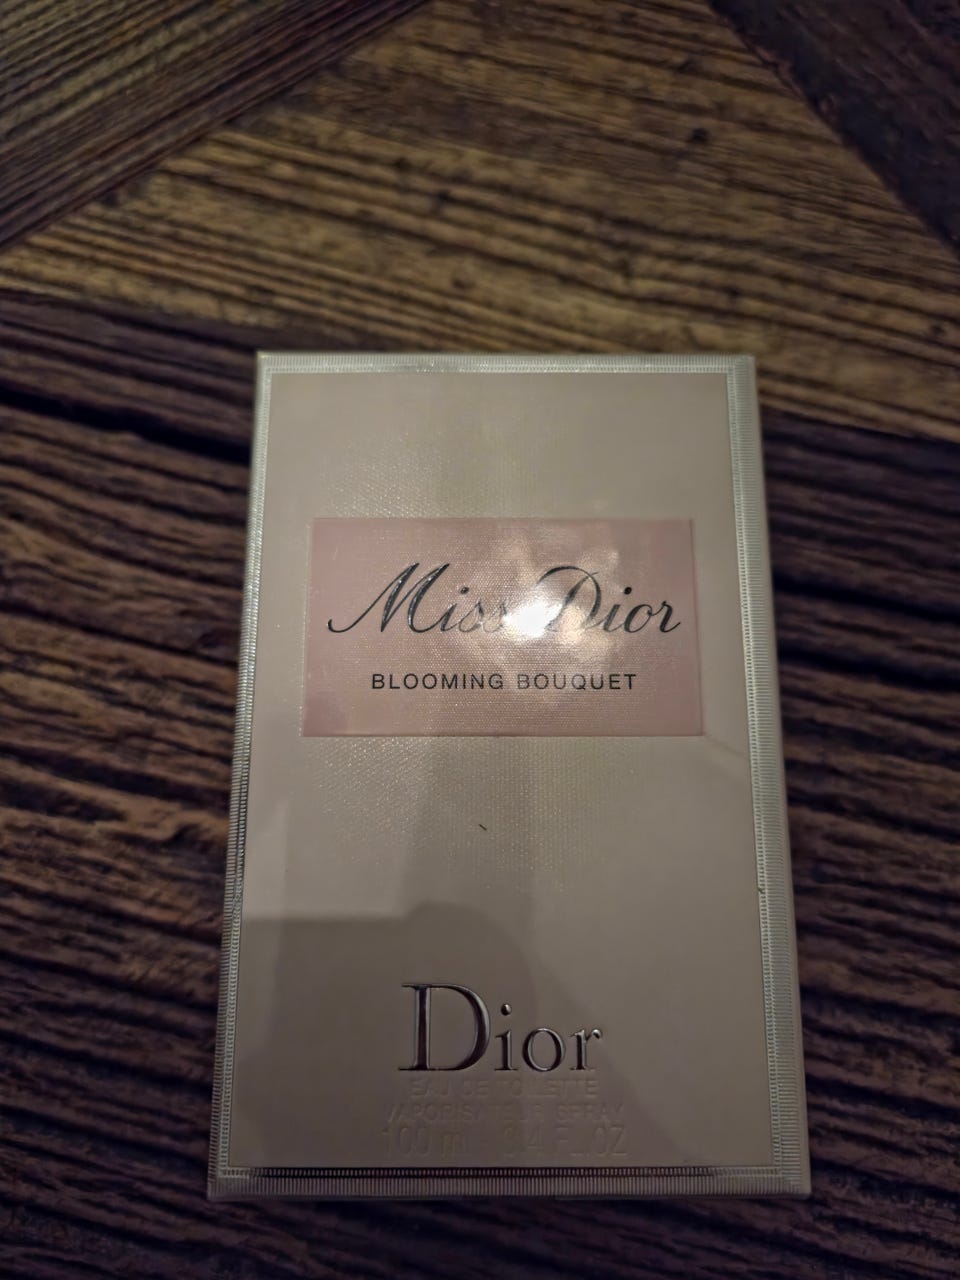 Miss Dior
BLOOMING BOUQUET
Dior
EAU DE TOILETTE
VAPORISATEUR SPRAY
100 ml 3.4 FL.OZ